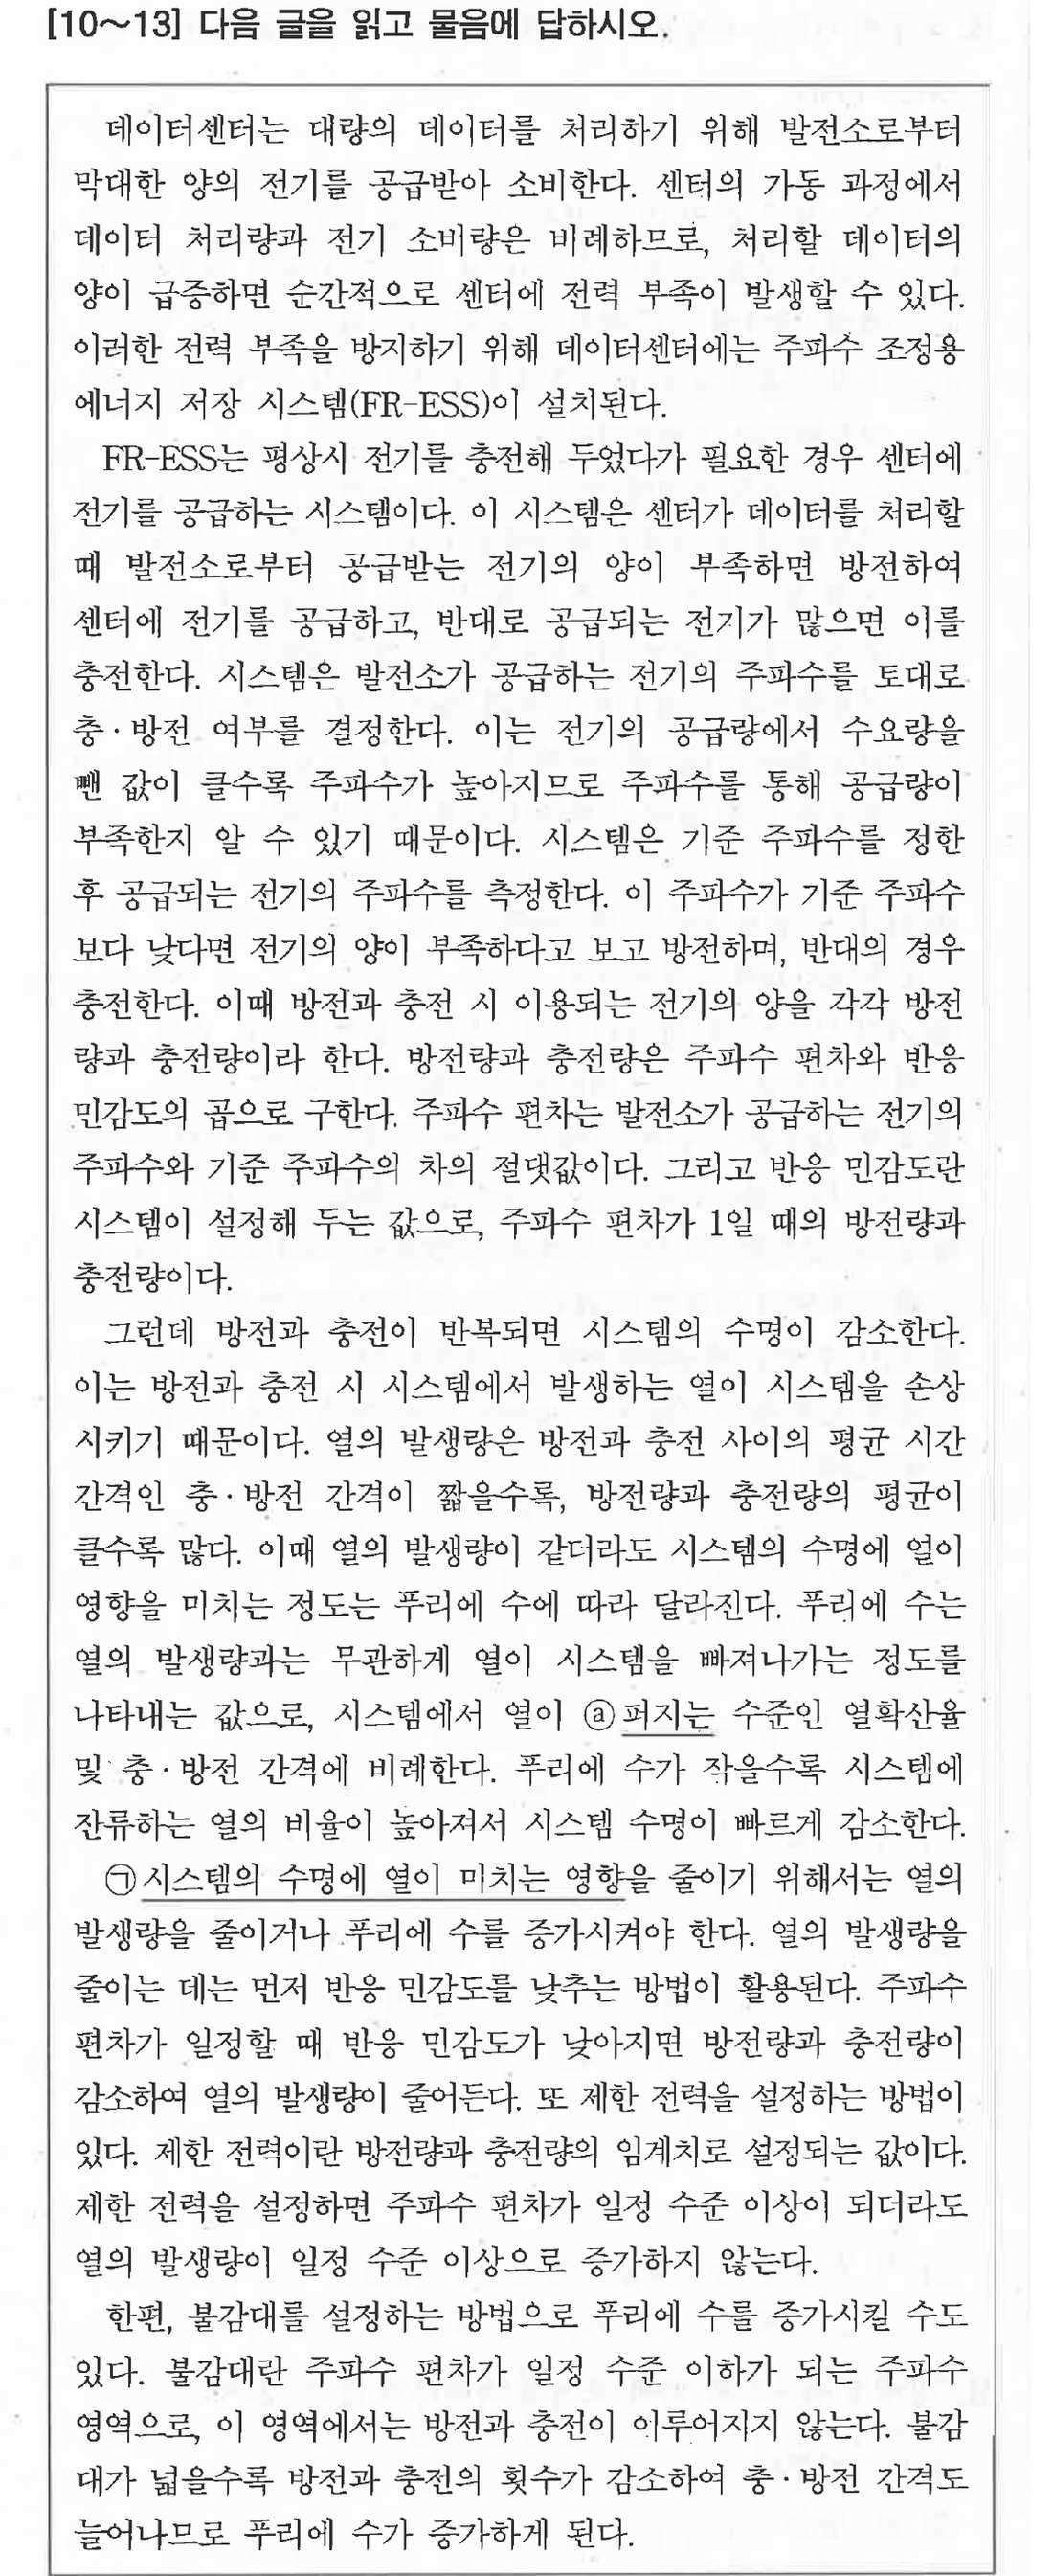 [10~13] 다음 글을 읽고 물음에 답하시오.
데이터센터는 대량의 데이터를 처리하기 위해 발전소로부터
막대한 양의 전기를 공급받아 소비한다. 센터의 가동 과정에서
데이터 처리량과 전기 소비량은 비례하므로, 처리할 데이터의
양이 급증하면 순간적으로 센터에 전력 부족이 발생할 수 있다.
이러한 전력 부족을 방지하기 위해 데이터센터에는 주파수 조정용
에너지 저장 시스템(FR-ESS)이 설치된다.
FR-ESS는 평상시 전기를 충전해 두었다가 필요한 경우 센터에
전기를 공급하는 시스템이다. 이 시스템은 센터가 데이터를 처리할
때 발전소로부터 공급받는 전기의 양이 부족하면 방전하여
센터에 전기를 공급하고, 반대로 공급되는 전기가 많으면 이를
충전한다. 시스템은 발전소가 공급하는 전기의 주파수를 토대로
충·방전 여부를 결정한다. 이는 전기의 공급량에서 수요량을
뺀 값이 클수록 주파수가 높아지므로 주파수를 통해 공급량이
부족한지 알 수 있기 때문이다. 시스템은 기준 주파수를 정한
후 공급되는 전기의 주파수를 측정한다. 이 주파수가 기준 주파수
보다 낮다면 전기의 양이 부족하다고 보고 방전하며, 반대의 경우
충전한다. 이때 방전과 충전 시 이용되는 전기의 양을 각각 방전
량과 충전량이라 한다. 방전량과 충전량은 주파수 편차와 반응
민감도의 곱으로 구한다. 주파수 편차는 발전소가 공급하는 전기의
주파수와 기준 주파수의 차의 절댓값이다. 그리고 반응 민감도란
시스템이 설정해 두는 값으로, 주파수 편차가 1일 때의 방전량과
충전량이다.
그런데 방전과 충전이 반복되면 시스템의 수명이 감소한다.
이는 방전과 충전 시 시스템에서 발생하는 열이 시스템을 손상
시키기 때문이다. 열의 발생량은 방전과 충전 사이의 평균 시간
간격인 충·방전 간격이 짧을수록, 방전량과 충전량의 평균이
클수록 많다. 이때 열의 발생량이 같더라도 시스템의 수명에 열이
영향을 미치는 정도는 푸리에 수에 따라 달라진다. 푸리에 수는
열의 발생량과는 무관하게 열이 시스템을 빠져나가는 정도를
나타내는 값으로, 시스템에서 열이 ⓐ퍼지는 수준인 열확산율
및 충·방전 간격에 비례한다. 푸리에 수가 작을수록 시스템에
잔류하는 열의 비율이 높아져서 시스템 수명이 빠르게 감소한다.
㉠시스템의 수명에 열이 미치는 영향을 줄이기 위해서는 열의
발생량을 줄이거나 푸리에 수를 증가시켜야 한다. 열의 발생량을
줄이는 데는 먼저 반응 민감도를 낮추는 방법이 활용된다. 주파수
편차가 일정할 때 반응 민감도가 낮아지면 방전량과 충전량이
감소하여 열의 발생량이 줄어든다. 또 제한 전력을 설정하는 방법이
있다. 제한 전력이란 방전량과 충전량의 임계치로 설정되는 값이다.
제한 전력을 설정하면 주파수 편차가 일정 수준 이상이 되더라도
열의 발생량이 일정 수준 이상으로 증가하지 않는다.
한편, 불감대를 설정하는 방법으로 푸리에 수를 증가시킬 수도
있다. 불감대란 주파수 편차가 일정 수준 이하가 되는 주파수
영역으로, 이 영역에서는 방전과 충전이 이루어지지 않는다. 불감
대가 넓을수록 방전과 충전의 횟수가 감소하여 충·방전 간격도
늘어나므로 푸리에 수가 증가하게 된다.